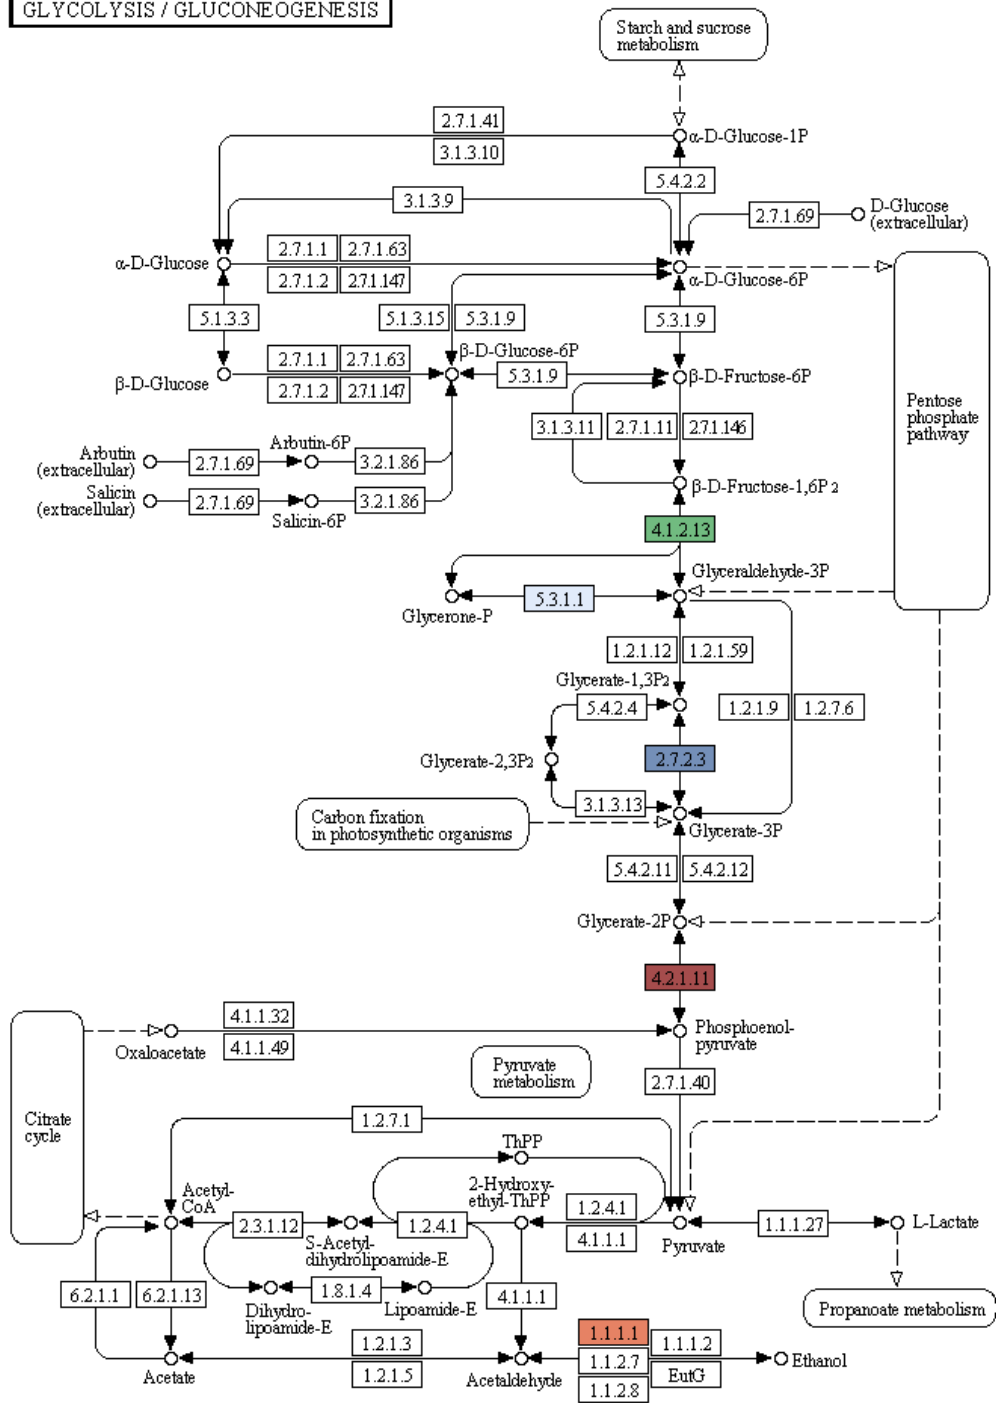 GLYCOLYSIS / GLUCONEOGENESIS
Starch and sucrose
metabolism
2.7.1.41
α-D-Glucose-1P
3.1.3.10
5.4.2.2
3.1.3.9
2.7.1.69
D-Glucose
(extracellular)
2.7.1.1
2.7.1.63
α-D-Glucose
2.7.1.2
2.7.1.147
α-D-Glucose-6P
5.1.3.3
5.1.3.15
5.3.1.9
5.3.1.9
2.7.1.1
2.7.1.63
β-D-Glucose-6P
β-D-Glucose
5.3.1.9
β-D-Fructose-6P
2.7.1.2
2.7.1.147
Pentose
phosphate
pathway
3.1.3.11
2.7.1.11
2.7.1.146
Arbutin
(extracellular)
2.7.1.69
Arbutin-6P
3.2.1.86
Salicin
(extracellular)
2.7.1.69
Salicin-6P
3.2.1.86
β-D-Fructose-1,6P2
4.1.2.13
Glyceraldehyde-3P
5.3.1.1
Glycerone-P
1.2.1.12
1.2.1.59
Glycerate-1,3P2
5.4.2.4
1.2.1.9
1.2.7.6
Glycerate-2,3P2
2.7.2.3
3.1.3.13
Carbon fixation
in photosynthetic organisms
Glycerate-3P
5.4.2.11
5.4.2.12
Glycerate-2P
4.2.1.11
4.1.1.32
Oxaloacetate
4.1.1.49
Phosphoenol-
pyruvate
Pyruvate
metabolism
2.7.1.40
Citrate
cycle
1.2.7.1
ThPP
Acetyl-
CoA
2-Hydroxy-
ethyl-ThPP
1.2.4.1
2.3.1.12
1.2.4.1
4.1.1.1
Pyruvate
1.1.1.27
L-Lactate
S-Acetyl-
dihydrolipoamide-E
6.2.1.1
6.2.1.13
1.8.1.4
4.1.1.1
Dihydro-
lipoamide-E
Lipoamide-E
Propanoate metabolism
1.2.1.3
1.1.1.1
1.1.1.2
1.1.2.7
Ethanol
Acetate
1.2.1.5
Acetaldehyde
EutG
1.1.2.8